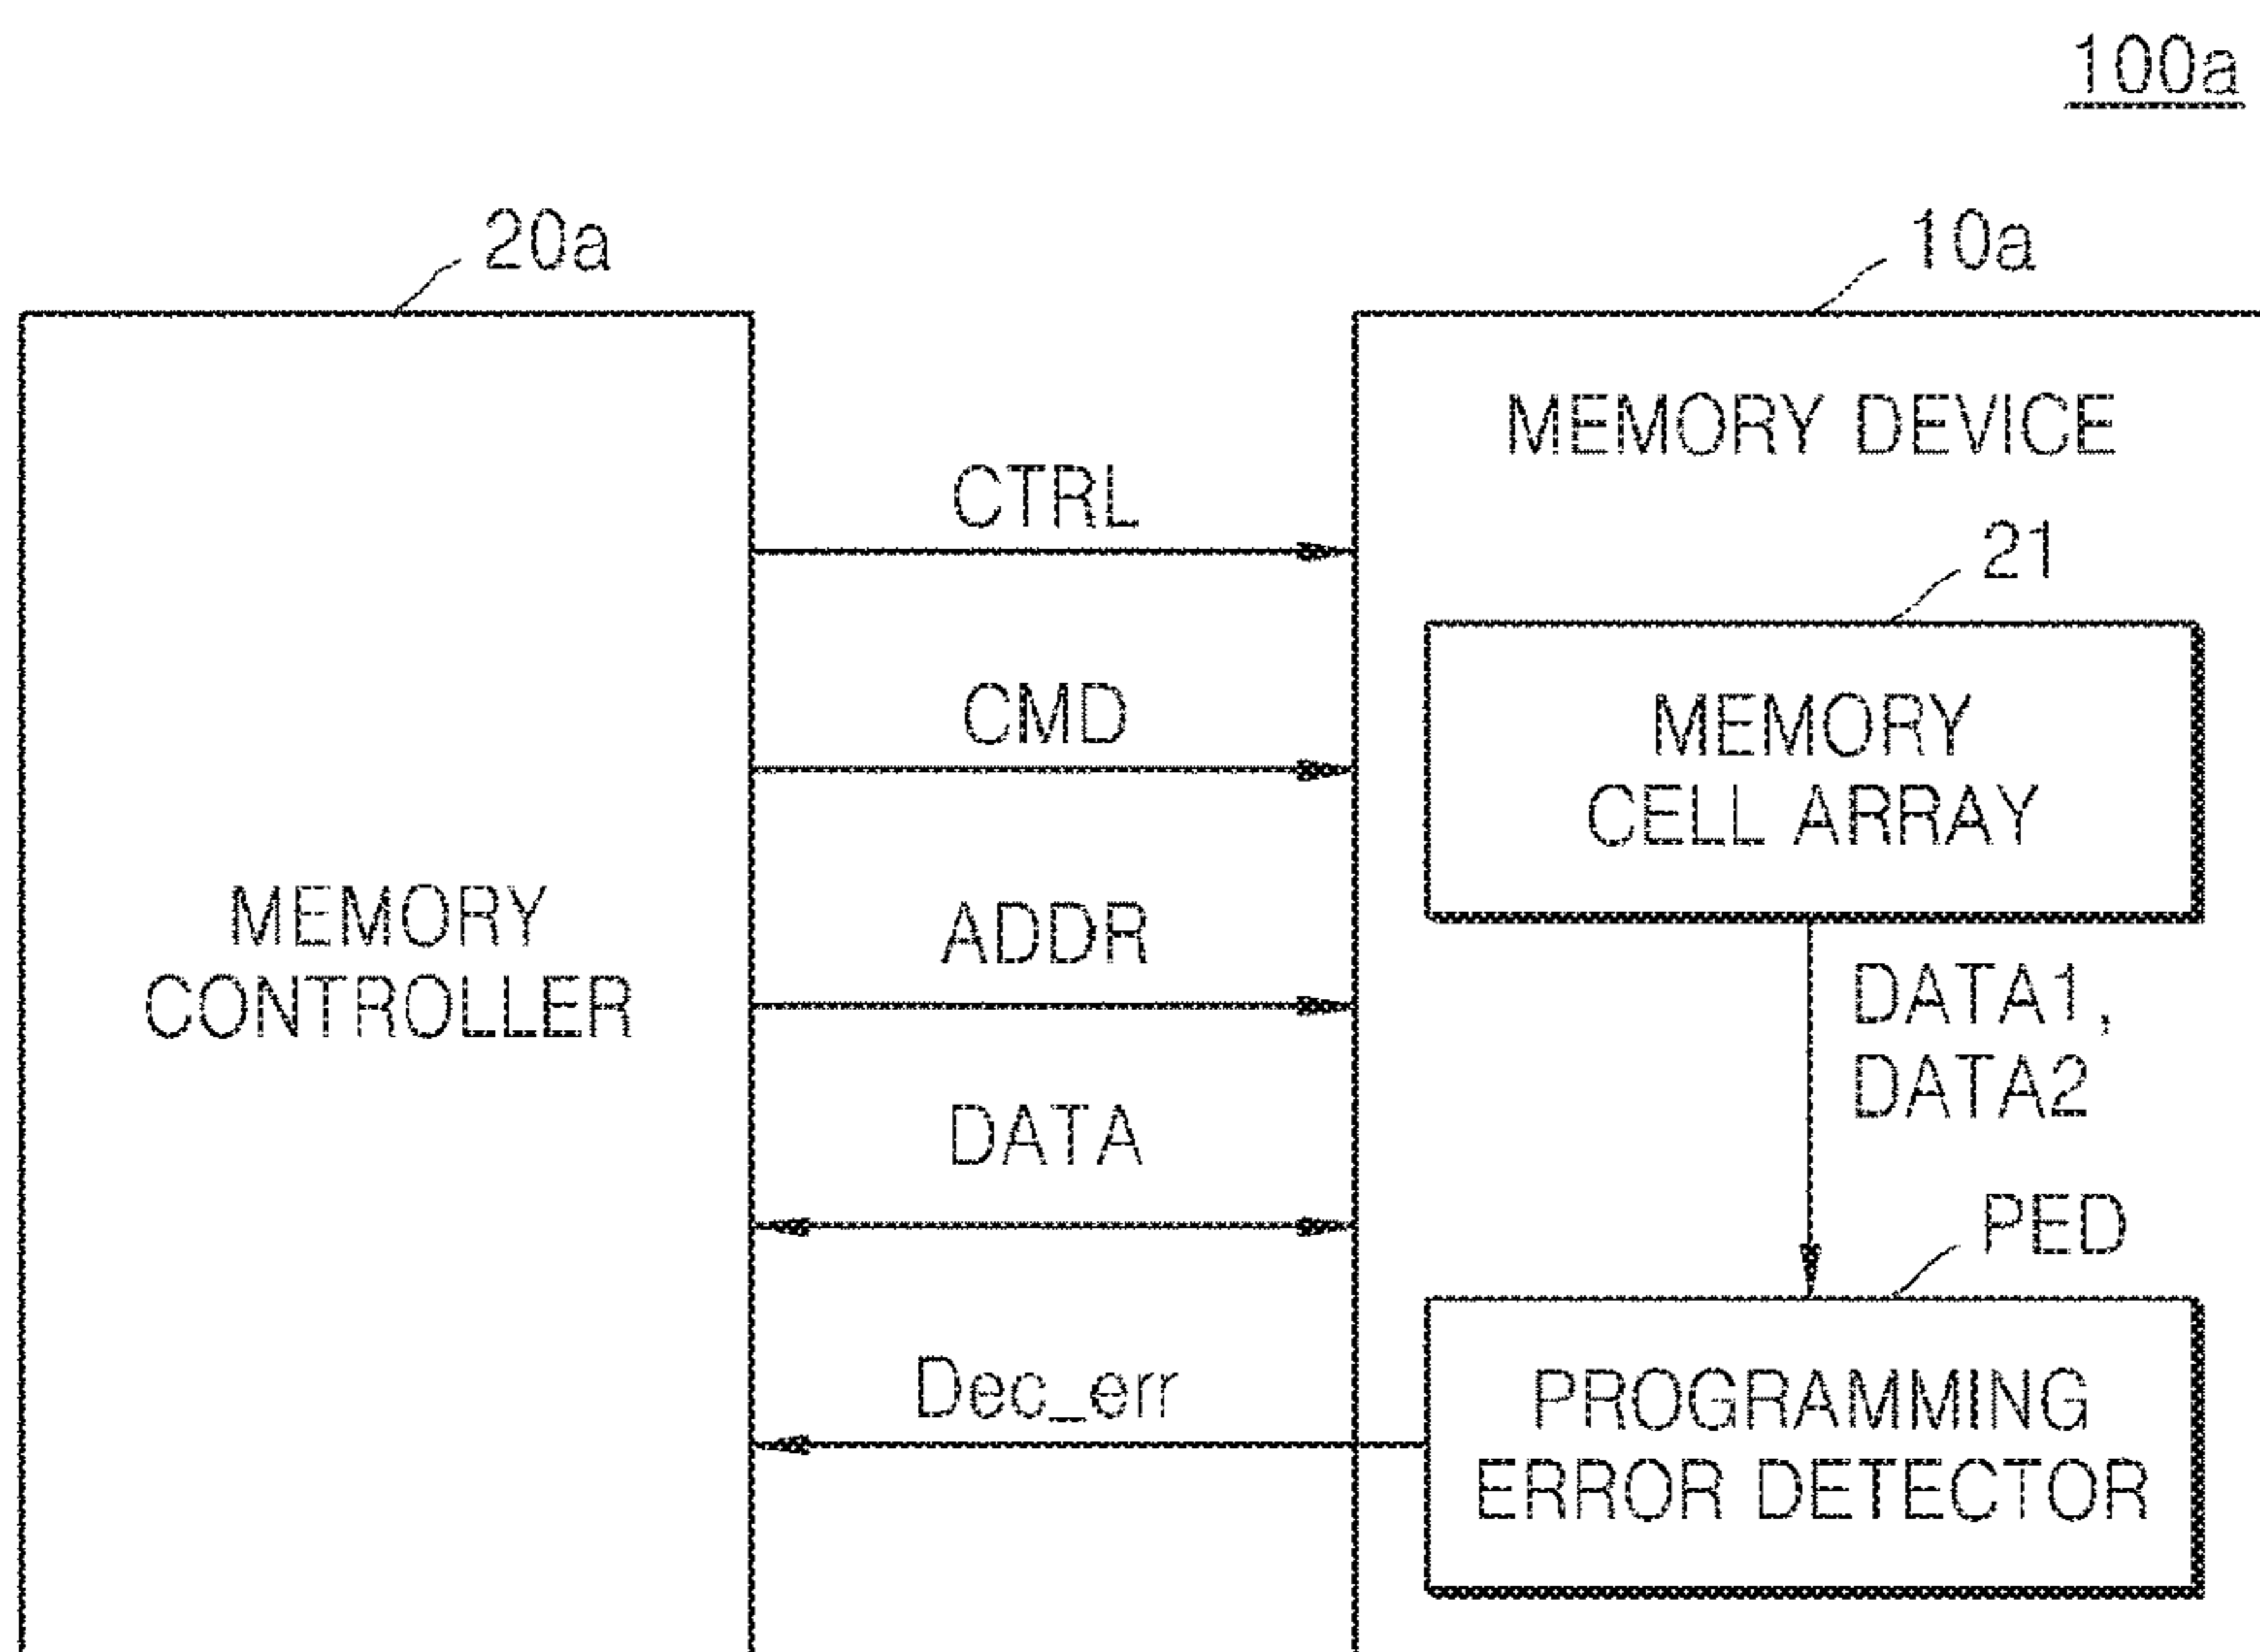 100a
20a
10a
MEMORY DEVICE
CTRL
21
CMD
MEMORY
CELL ARRAY
MEMORY
CONTROLLER
ADDR
DATA1,
DATA2
DATA
PED
Dec_err
PROGRAMMING
ERROR DETECTOR